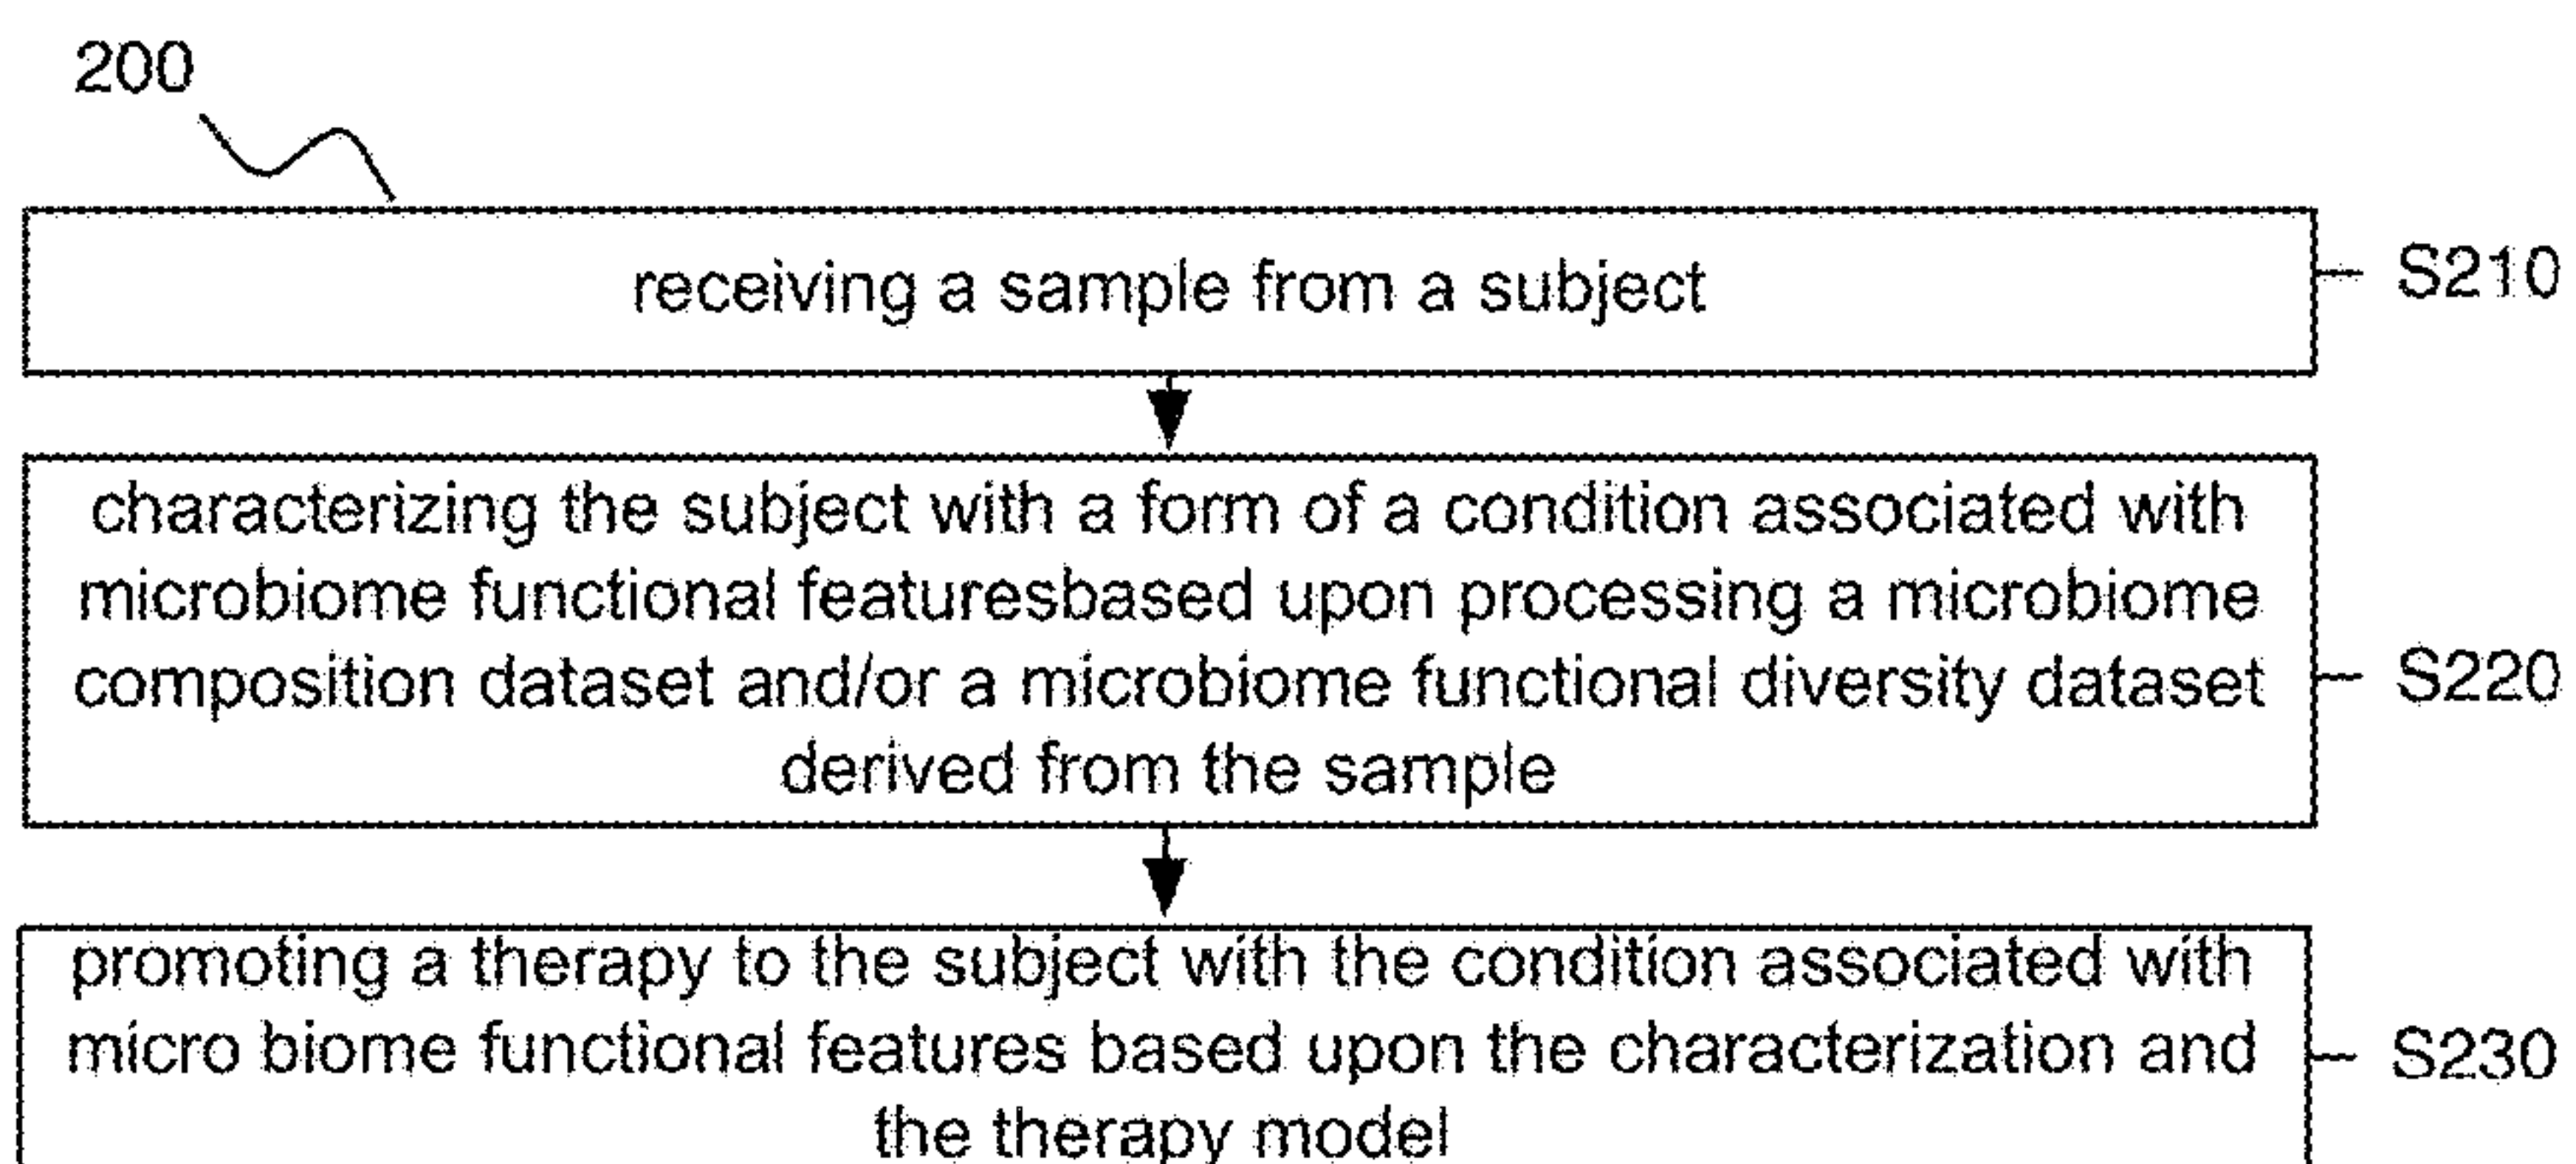 200
receiving a sample from a subject
S210
characterizing the subject with a form of a condition associated with
microbiome functional featuresbased upon processing a microbiome
composition dataset and/or a microbiome functional diversity dataset
derived from the sample
S220
promoting a therapy to the subject with the condition associated with
micro biome functional features based upon the characterization and
the therapy model
S230